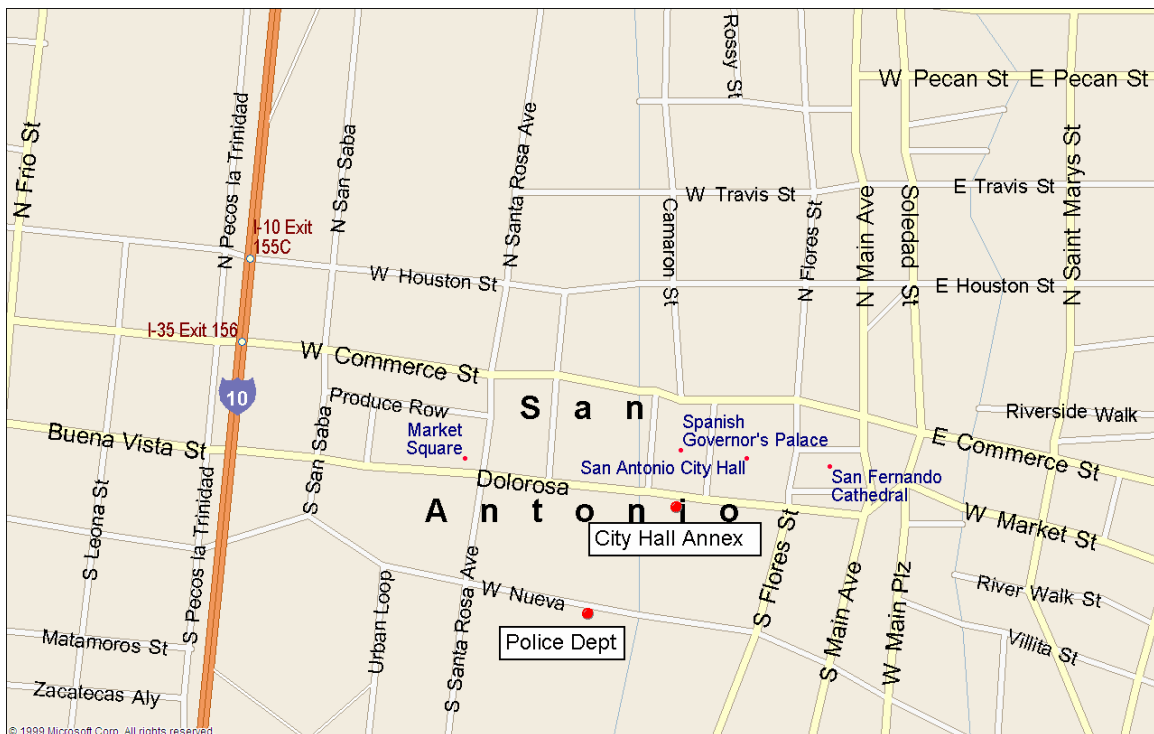 Rossy St
W Pecan St
E Pecan St
N Frio St
N Pecos la Trinidad
N San Saba
N Santa Rosa Ave
W Travis St
E Travis St
Camaron St
N Flores St
N Main Ave
Soledad St
N Saint Marys St
I-10 Exit
155C
W Houston St
E Houston St
I-35 Exit 156
W Commerce St
10
Produce Row
San
Riverside Walk
Buena Vista St
Market
Square
Spanish
Governor's Palace
San Antonio City Hall
E Commerce St
San Fernando
Cathedral
Dolorosa
S San Saba
Antonio
City Hall Annex
W Market St
S Leona St
S Pecos la Trinidad
S Santa Rosa Ave
Urban Loop
W Nueva
S Flores St
S Main Ave
W Main Plz
River Walk St
Villita St
Police Dept
Matamoros St
Zacatecas Aly
© 1999 Microsoft Corp. All rights reserved